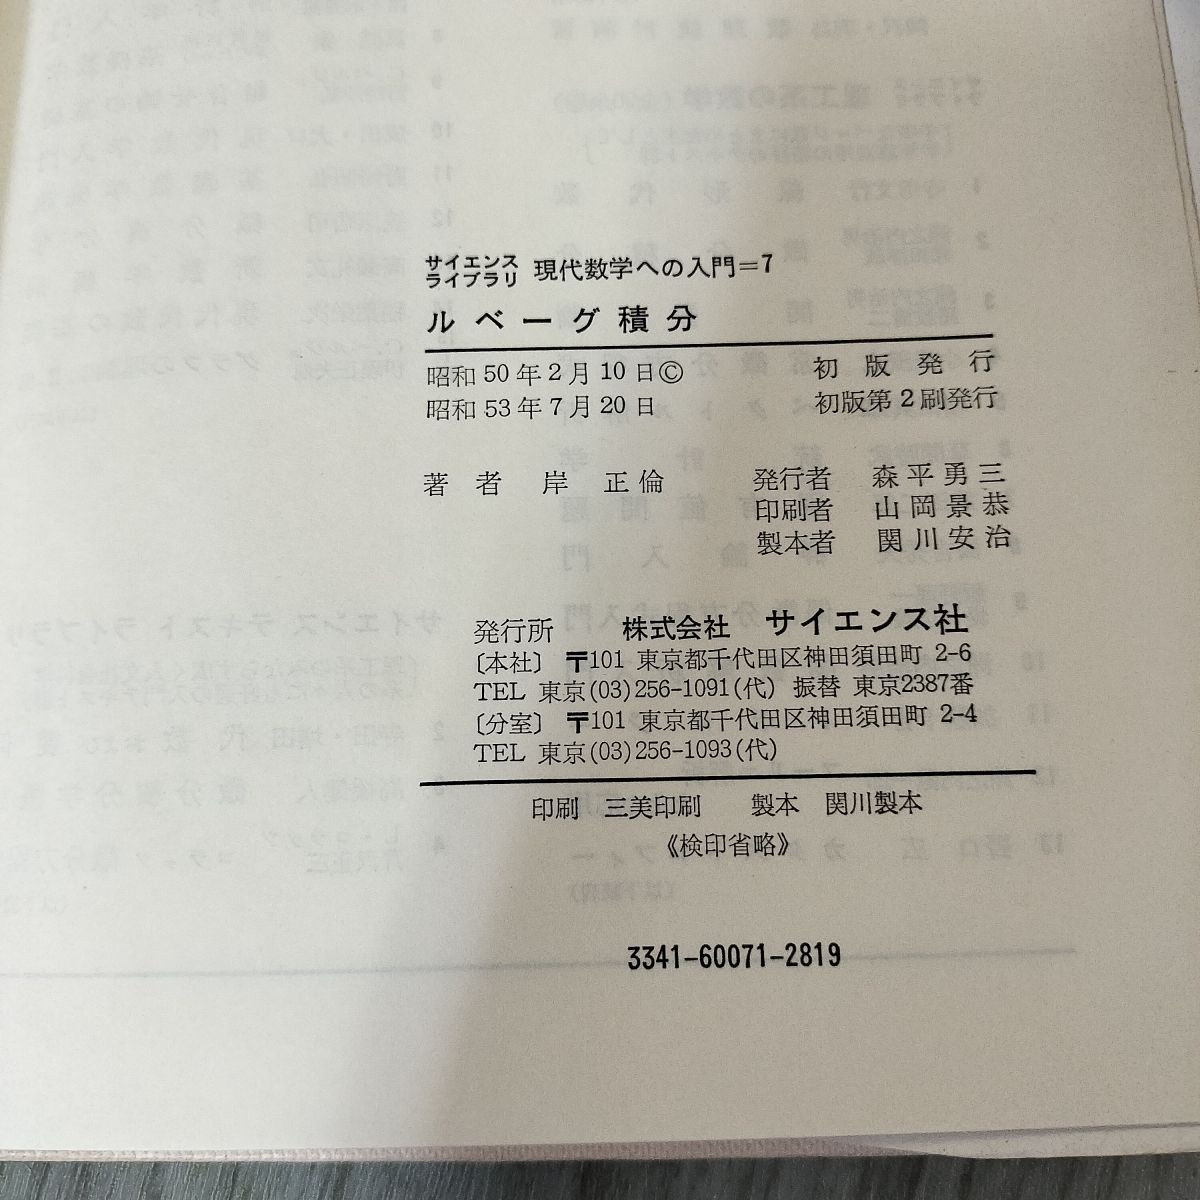 サイエンス
ライブラリ 現代数学への入門＝7
ルベーグ積分
昭和50年2月10日© 初版発行
昭和53年7月20日 初版第2刷発行
著者 岸正倫 発行者 森平勇三
印刷者 山岡景恭
製本者 関川安治
発行所 株式会社 サイエンス社
〔本社〕 〒101 東京都千代田区神田須田町 2-6
TEL 東京(03)256-1091(代) 振替 東京2387番
〔分室〕 〒101 東京都千代田区神田須田町 2-4
TEL 東京(03)256-1093(代)
印刷 三美印刷 製本 関川製本
《検印省略》
3341-60071-2819